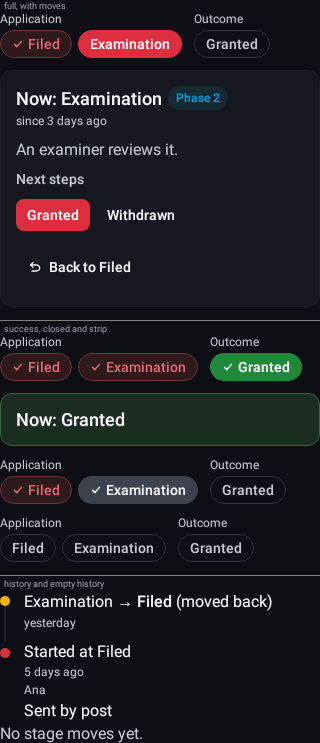 full, with moves
Application
Outcome
✓ Filed
Examination
Granted
Now: Examination
Phase 2
since 3 days ago
An examiner reviews it.
Next steps
Granted
Withdrawn
Back to Filed
success, closed and strip
Application
Outcome
✓ Filed
✓ Examination
✓ Granted
Now: Granted
Application
Outcome
✓ Filed
✓ Examination
Granted
Application
Outcome
Filed
Examination
Granted
history and empty history
Examination → Filed (moved back)
yesterday
Started at Filed
5 days ago
Ana
Sent by post
No stage moves yet.